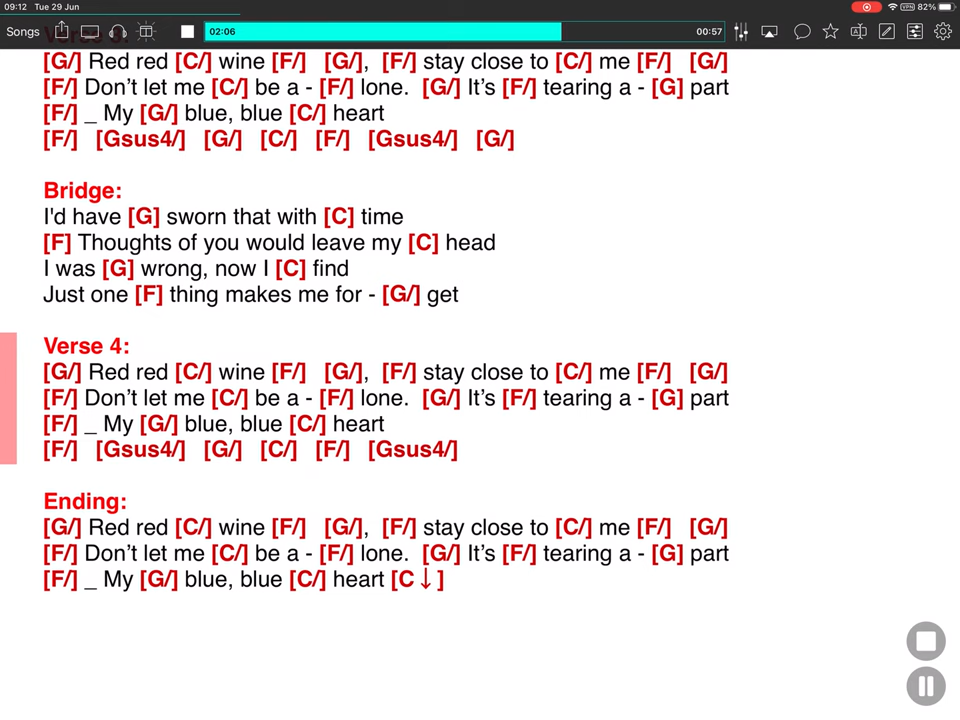 09:12 Tue 29 Jun VPN 82%
Songs 02:06 00:57
[G/] Red red [C/] wine [F/] [G/], [F/] stay close to [C/] me [F/] [G/]
[F/] Don’t let me [C/] be a - [F/] lone. [G/] It’s [F/] tearing a - [G] part
[F/] _ My [G/] blue, blue [C/] heart
[F/] [Gsus4/] [G/] [C/] [F/] [Gsus4/] [G/]
Bridge:
I'd have [G] sworn that with [C] time
[F] Thoughts of you would leave my [C] head
I was [G] wrong, now I [C] find
Just one [F] thing makes me for - [G/] get
Verse 4:
[G/] Red red [C/] wine [F/] [G/], [F/] stay close to [C/] me [F/] [G/]
[F/] Don’t let me [C/] be a - [F/] lone. [G/] It’s [F/] tearing a - [G] part
[F/] _ My [G/] blue, blue [C/] heart
[F/] [Gsus4/] [G/] [C/] [F/] [Gsus4/]
Ending:
[G/] Red red [C/] wine [F/] [G/], [F/] stay close to [C/] me [F/] [G/]
[F/] Don’t let me [C/] be a - [F/] lone. [G/] It’s [F/] tearing a - [G] part
[F/] _ My [G/] blue, blue [C/] heart [C ↓ ]